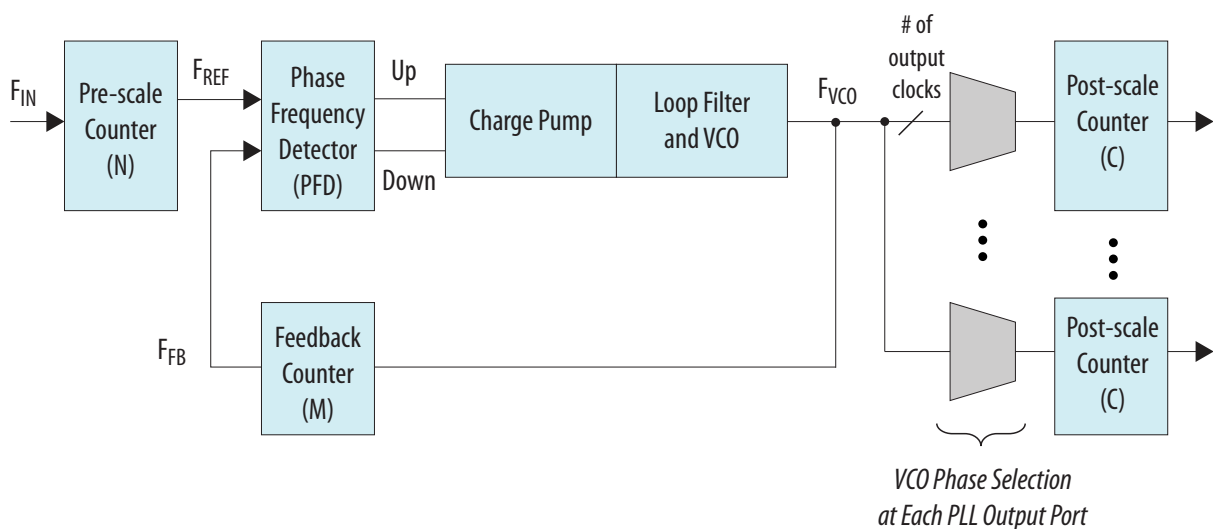 F_IN
Pre-scale
Counter
(N)
F_REF
Phase
Frequency
Detector
(PFD)
Up
Down
Charge Pump
Loop Filter
and VCO
F_VCO
# of
output
clocks
Post-scale
Counter
(C)
F_FB
Feedback
Counter
(M)
Post-scale
Counter
(C)
VCO Phase Selection
at Each PLL Output Port